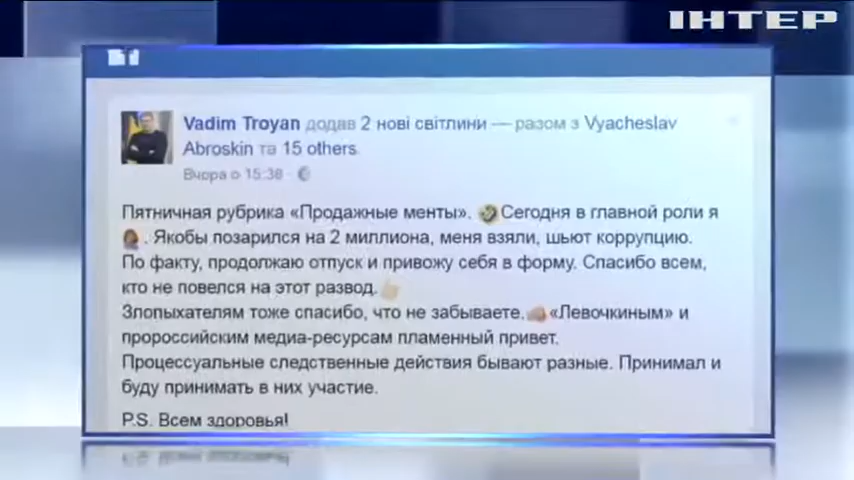 ІНТЕР
Vadim Troyan додав 2 нові світлини — разом з Vyacheslav
Abroskin та 15 others.
Вчора о 15:38 ·
Пятничная рубрика «Продажные менты». 🤣Сегодня в главной роли я
. Якобы позарился на 2 миллиона, меня взяли, шьют коррупцию.
По факту, продолжаю отпуск и привожу себя в форму. Спасибо всем,
кто не повелся на этот развод.
Злопыхателям тоже спасибо, что не забываете. «Левочкиным» и
пророссийским медиа-ресурсам пламенный привет.
Процессуальные следственные действия бывают разные. Принимал и
буду принимать в них участие.
P.S. Всем здоровья!